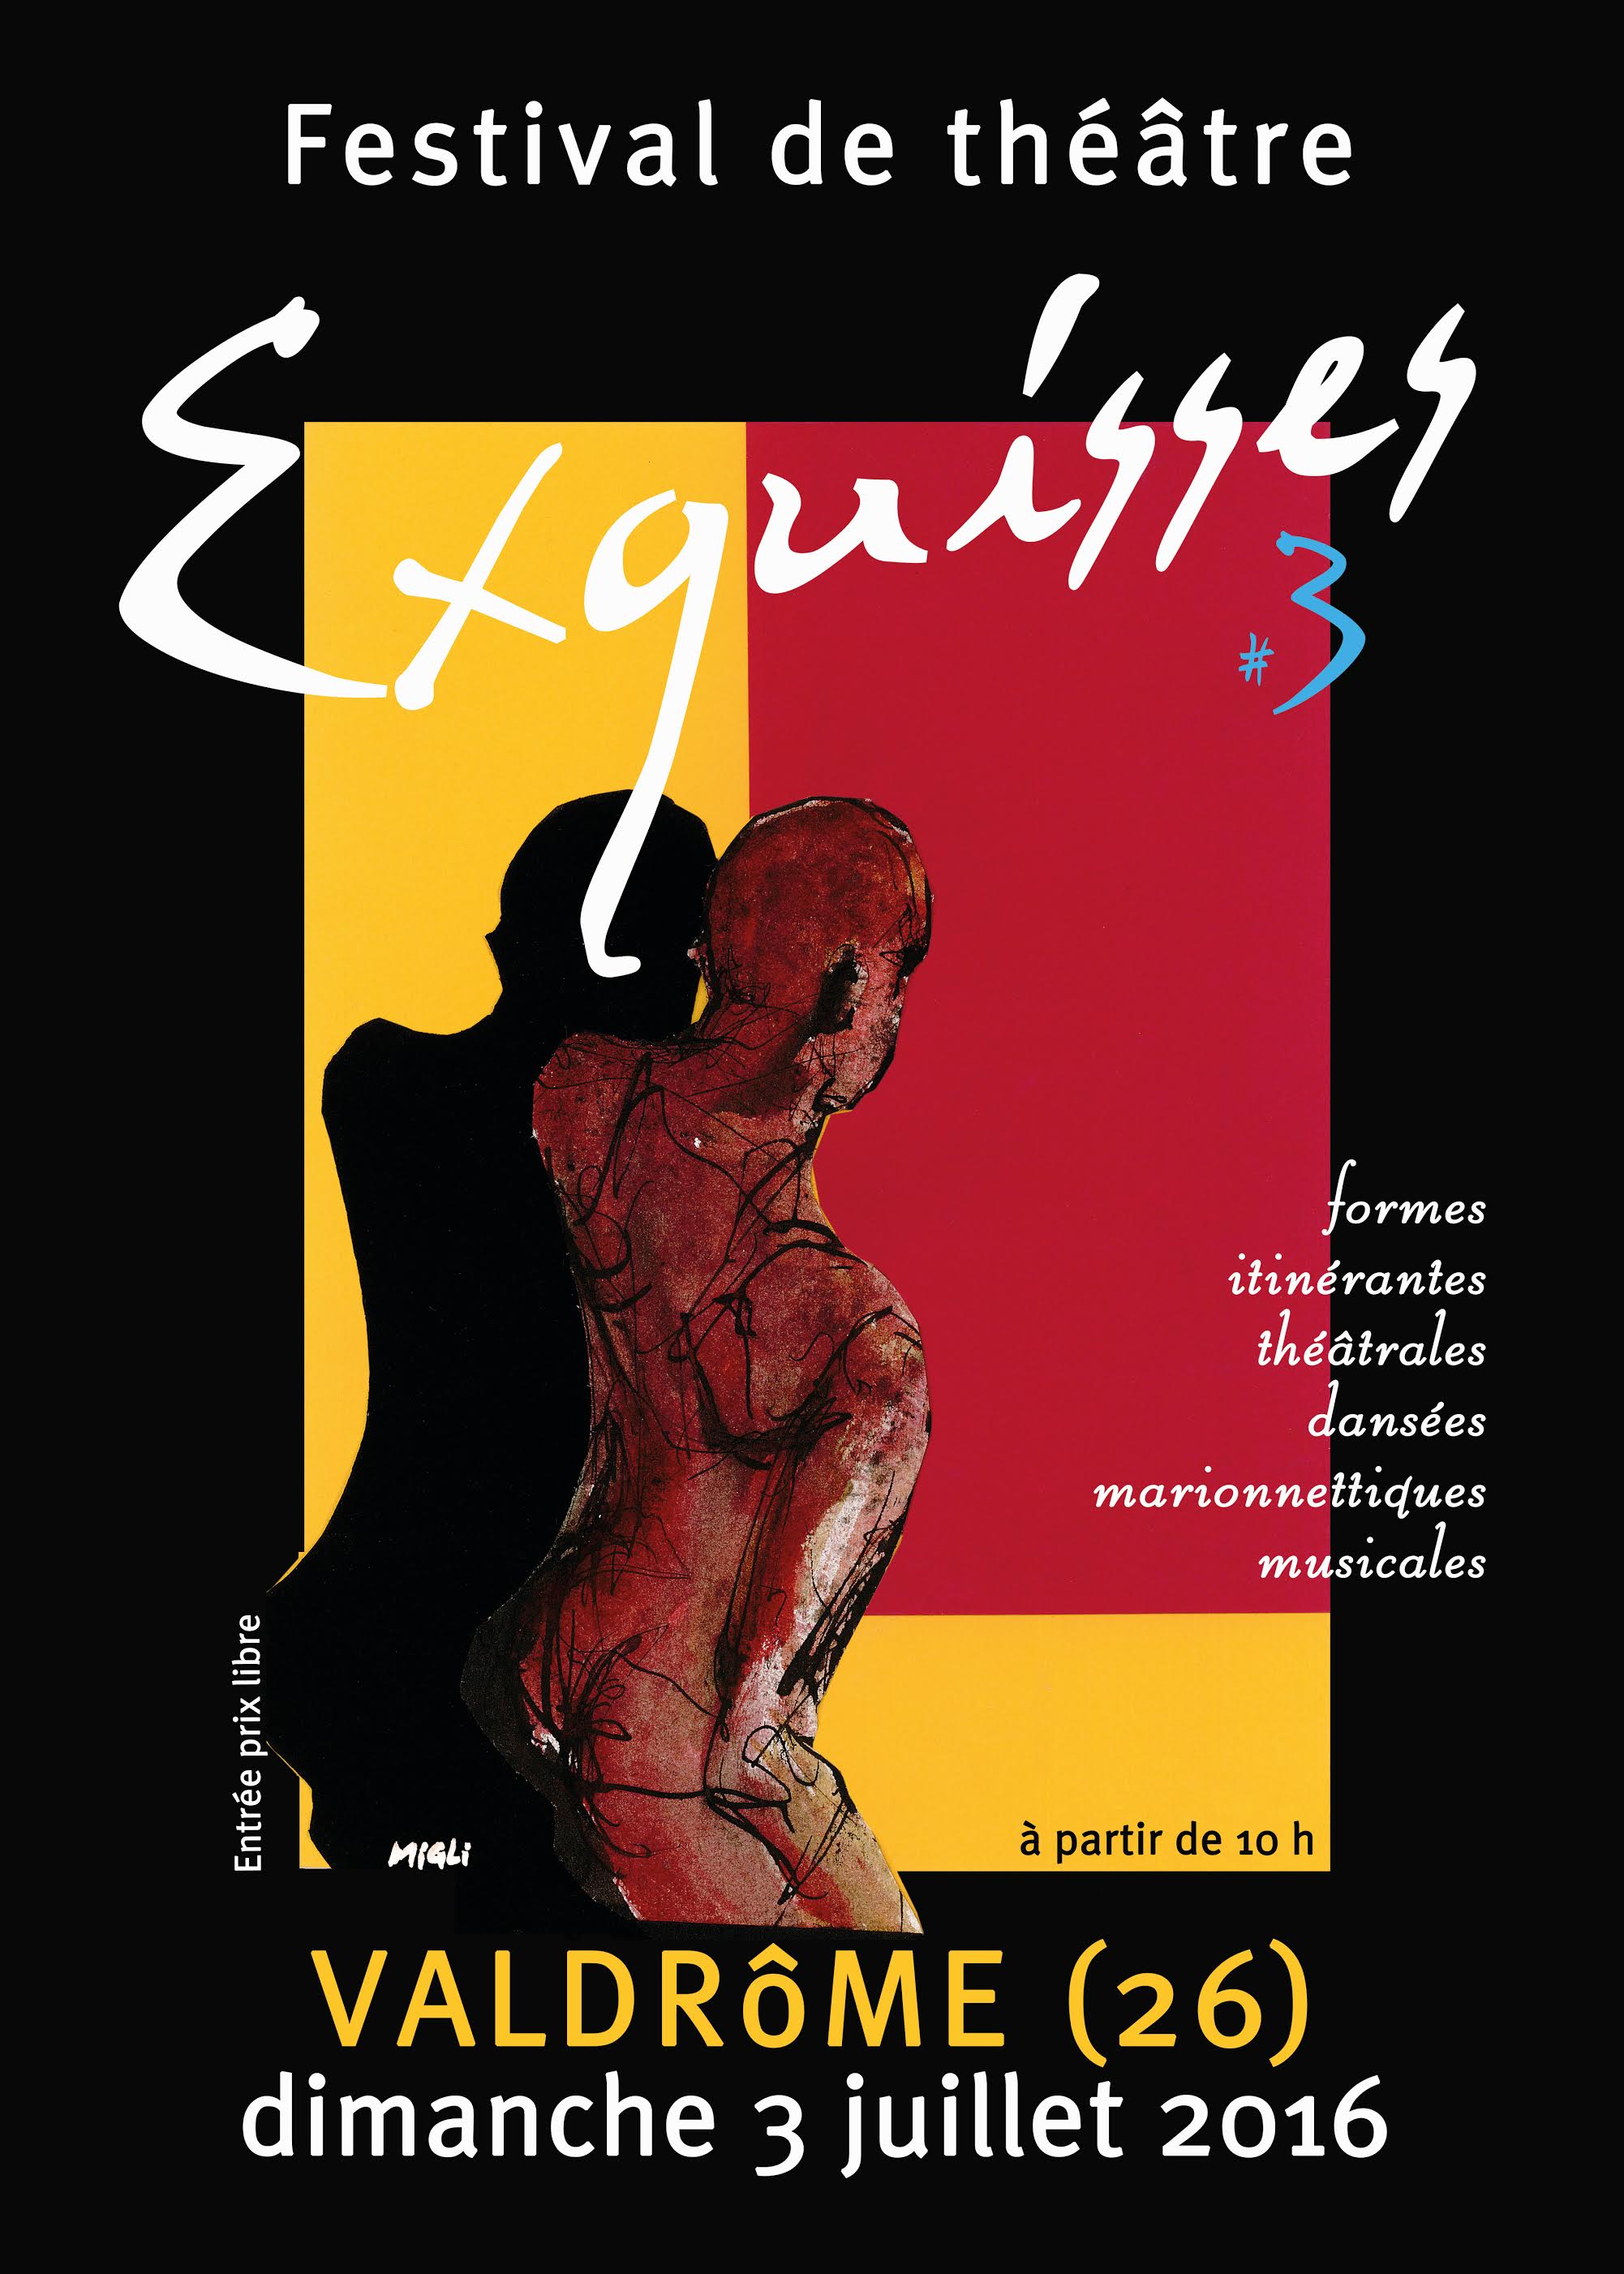 Festival de théâtre
Exquisses
#3
formes
itinérantes
théâtrales
dansées
marionnettiques
musicales
Entrée prix libre
MIGLI
à partir de 10 h
VALDRôME (26)
dimanche 3 juillet 2016